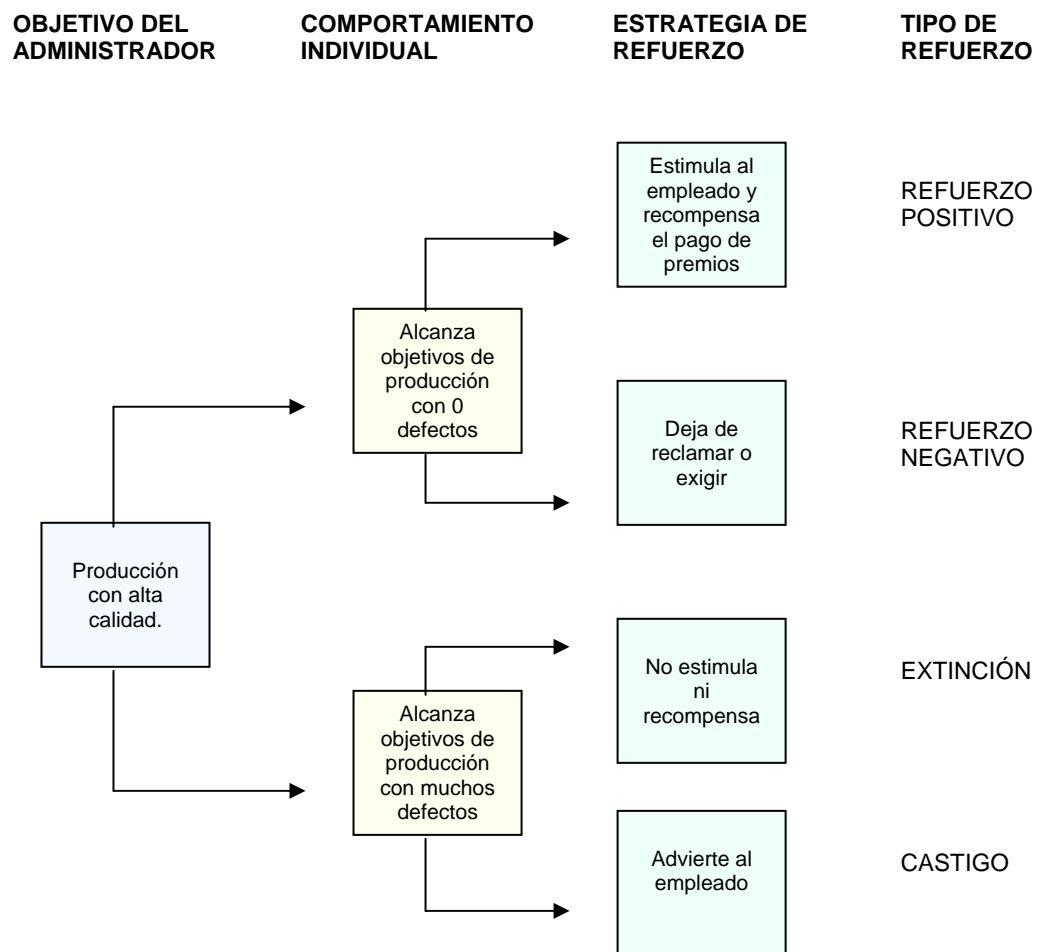 OBJETIVO DEL
ADMINISTRADOR
COMPORTAMIENTO
INDIVIDUAL
ESTRATEGIA DE
REFUERZO
TIPO DE
REFUERZO
Estimula al
empleado y
recompensa
el pago de
premios
REFUERZO
POSITIVO
Alcanza
objetivos de
producción
con 0
defectos
Deja de
reclamar o
exigir
REFUERZO
NEGATIVO
Producción
con alta
calidad.
No estimula
ni
recompensa
EXTINCIÓN
Alcanza
objetivos de
producción
con muchos
defectos
Advierte al
empleado
CASTIGO